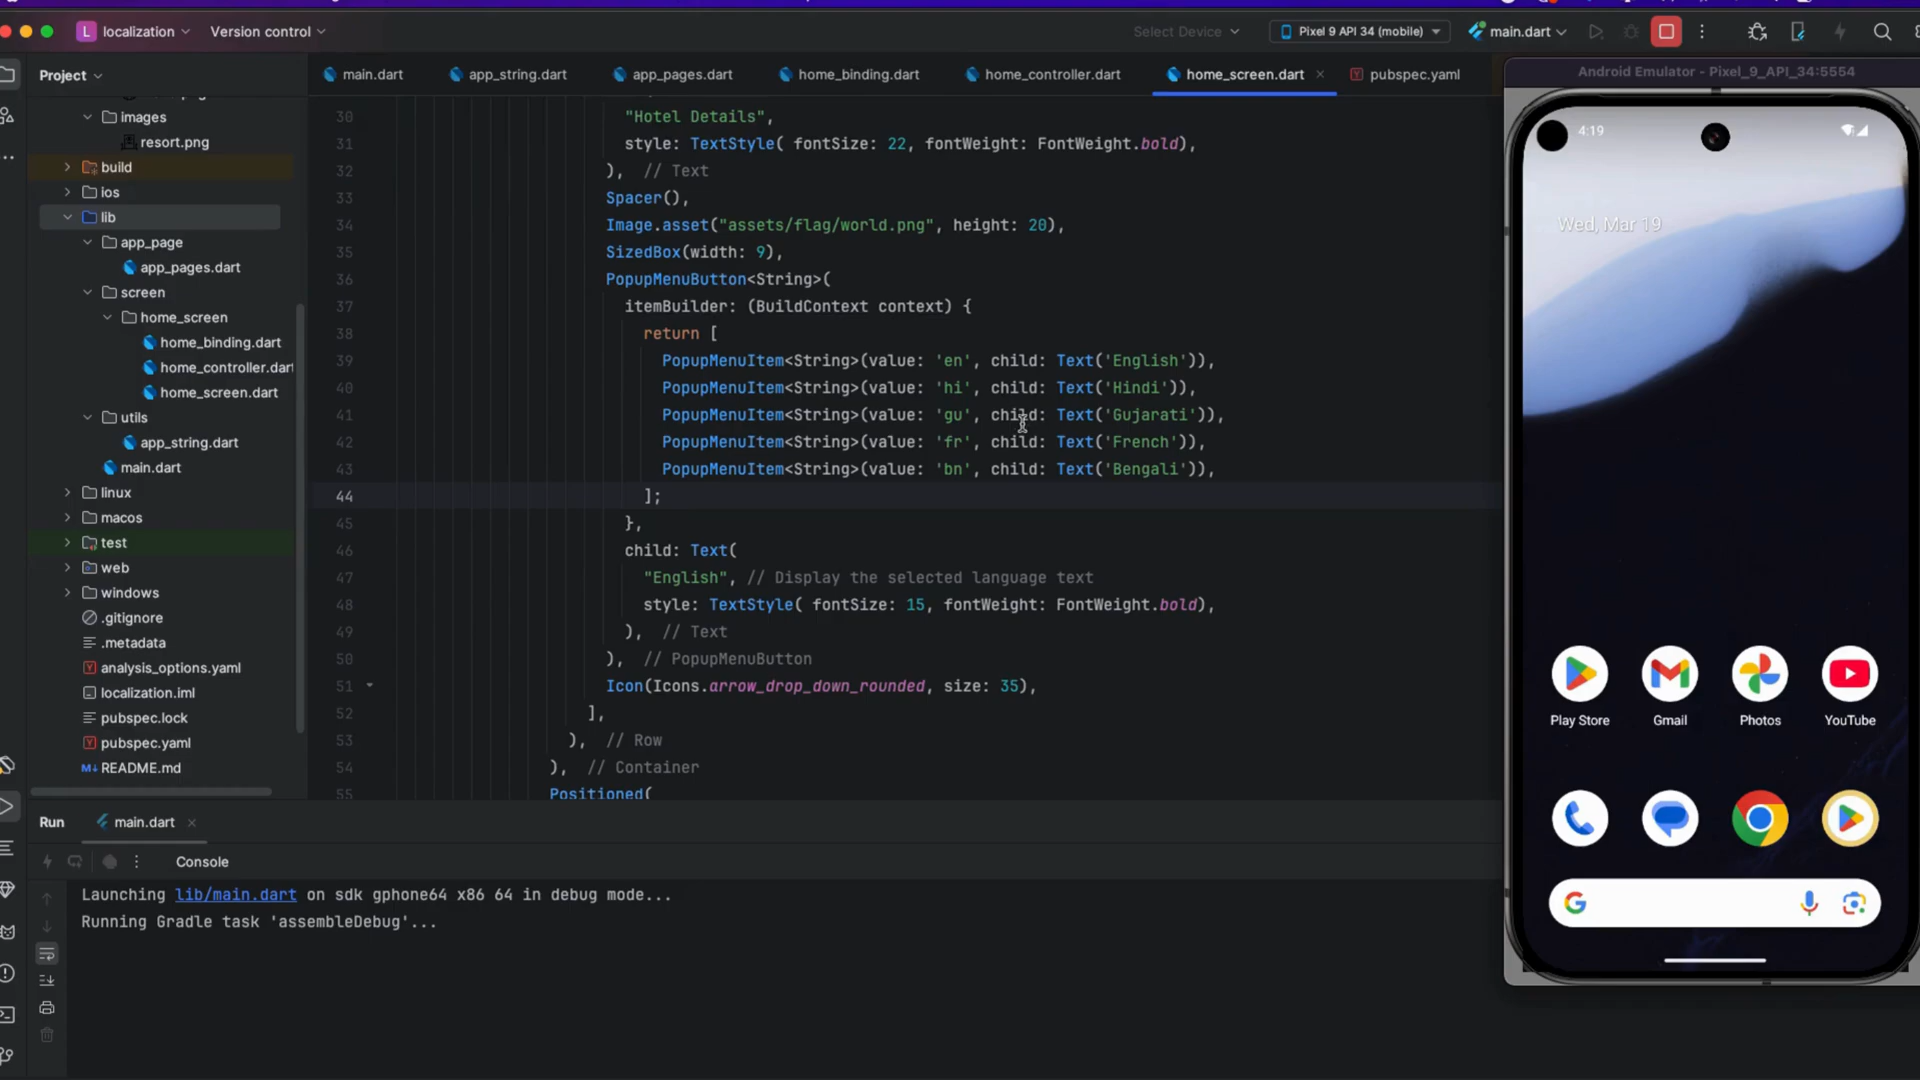 L localization
Version control
Select Device
Pixel 9 API 34 (mobile)
main.dart
Project
main.dart
app_string.dart
app_pages.dart
home_binding.dart
home_controller.dart
home_screen.dart
pubspec.yaml
images
resort.png
build
ios
lib
app_page
app_pages.dart
screen
home_screen
home_binding.dart
home_controller.dart
home_screen.dart
utils
app_string.dart
main.dart
linux
macos
test
web
windows
.gitignore
.metadata
analysis_options.yaml
localization.iml
pubspec.lock
pubspec.yaml
M↓ README.md
30 "Hotel Details",
31 style: TextStyle( fontSize: 22, fontWeight: FontWeight.bold),
32 ), // Text
33 Spacer(),
34 Image.asset("assets/flag/world.png", height: 20),
35 SizedBox(width: 9),
36 PopupMenuButton<String>(
37 itemBuilder: (BuildContext context) {
38 return [
39 PopupMenuItem<String>(value: 'en', child: Text('English')),
40 PopupMenuItem<String>(value: 'hi', child: Text('Hindi')),
41 PopupMenuItem<String>(value: 'gu', child: Text('Gujarati')),
42 PopupMenuItem<String>(value: 'fr', child: Text('French')),
43 PopupMenuItem<String>(value: 'bn', child: Text('Bengali')),
44 ];
45 },
46 child: Text(
47 "English", // Display the selected language text
48 style: TextStyle( fontSize: 15, fontWeight: FontWeight.bold),
49 ), // Text
50 ), // PopupMenuButton
51 Icon(Icons.arrow_drop_down_rounded, size: 35),
52 ],
53 ), // Row
54 ), // Container
55 Positioned(
Run
main.dart
Console
Launching lib/main.dart on sdk gphone64 x86 64 in debug mode...
Running Gradle task 'assembleDebug'...
Android Emulator - Pixel_9_API_34:5554
4:19
Wed, Mar 19
Play Store
Gmail
Photos
YouTube